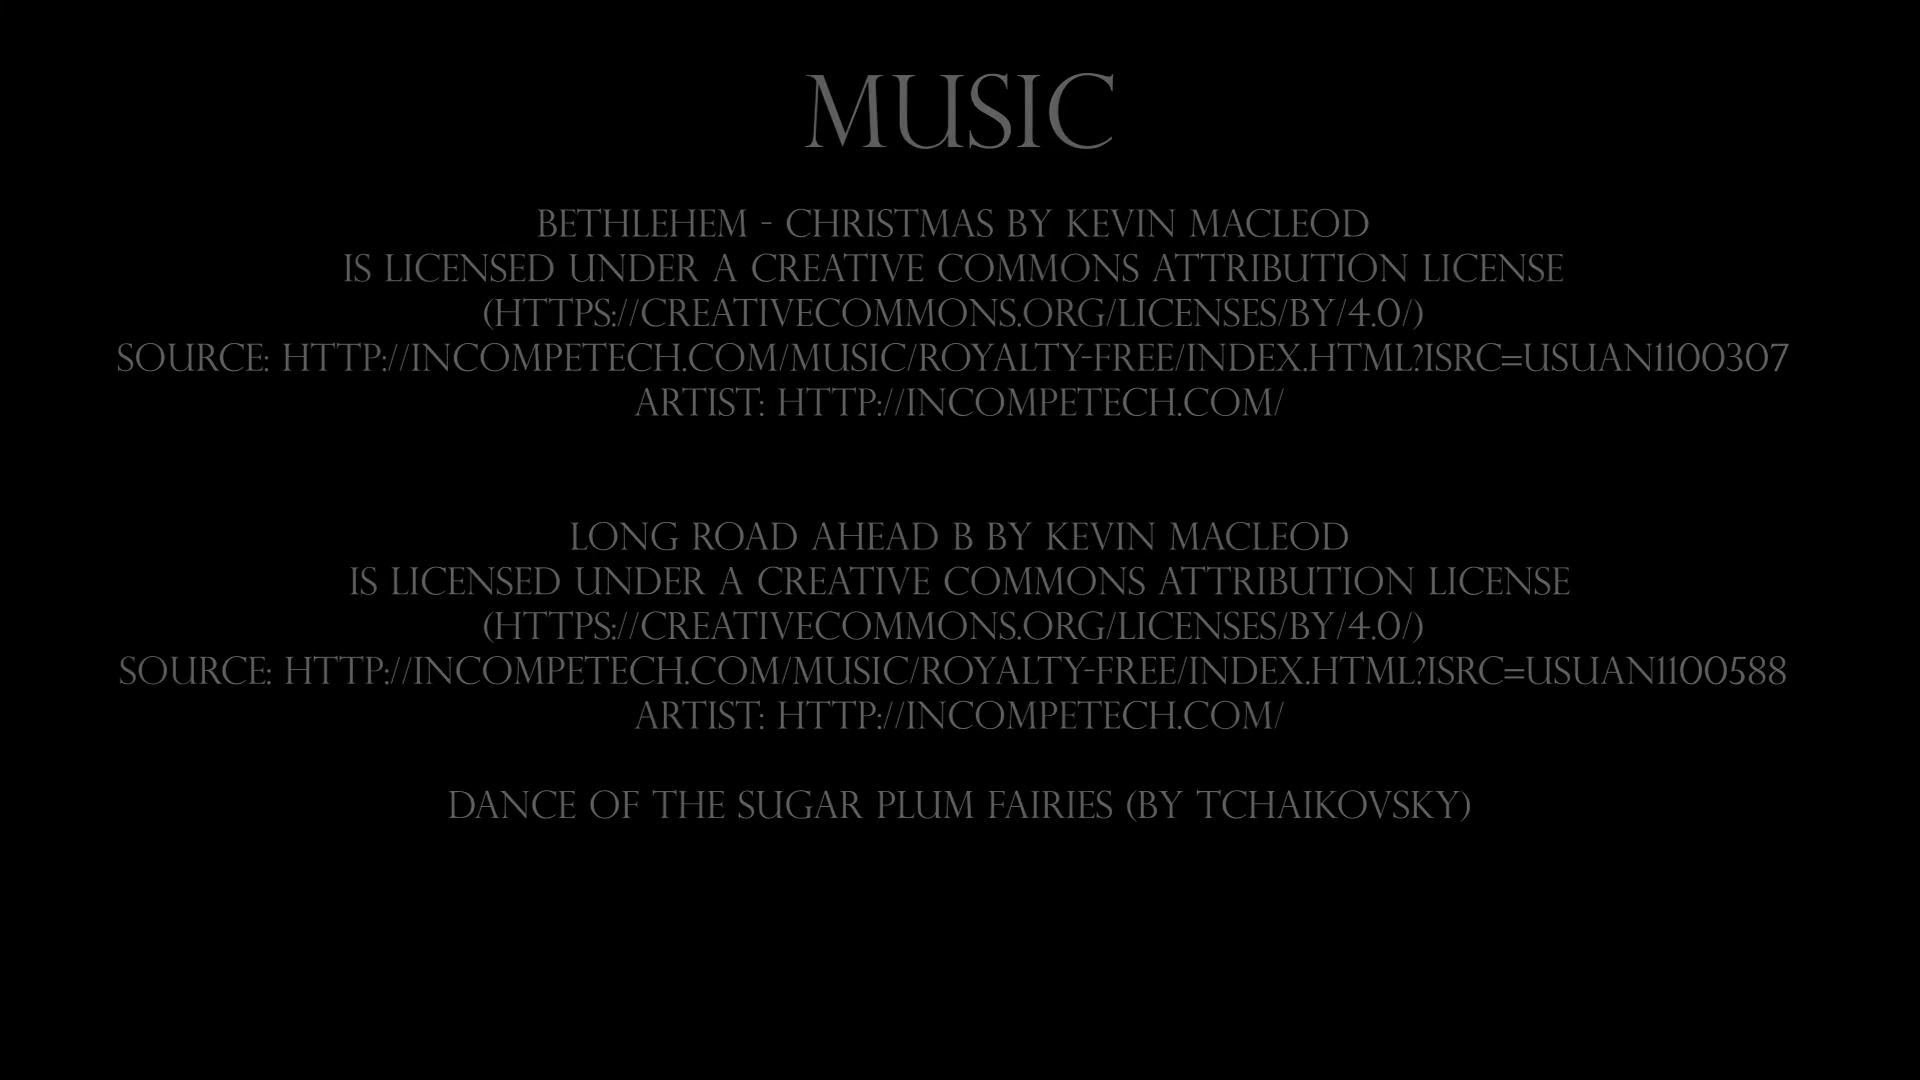 MUSIC
BETHLEHEM - CHRISTMAS BY KEVIN MACLEOD
IS LICENSED UNDER A CREATIVE COMMONS ATTRIBUTION LICENSE
(HTTPS://CREATIVECOMMONS.ORG/LICENSES/BY/4.0/)
SOURCE: HTTP://INCOMPETECH.COM/MUSIC/ROYALTY-FREE/INDEX.HTML?ISRC=USUAN1100307
ARTIST: HTTP://INCOMPETECH.COM/
LONG ROAD AHEAD B BY KEVIN MACLEOD
IS LICENSED UNDER A CREATIVE COMMONS ATTRIBUTION LICENSE
(HTTPS://CREATIVECOMMONS.ORG/LICENSES/BY/4.0/)
SOURCE: HTTP://INCOMPETECH.COM/MUSIC/ROYALTY-FREE/INDEX.HTML?ISRC=USUAN1100588
ARTIST: HTTP://INCOMPETECH.COM/
DANCE OF THE SUGAR PLUM FAIRIES (BY TCHAIKOVSKY)